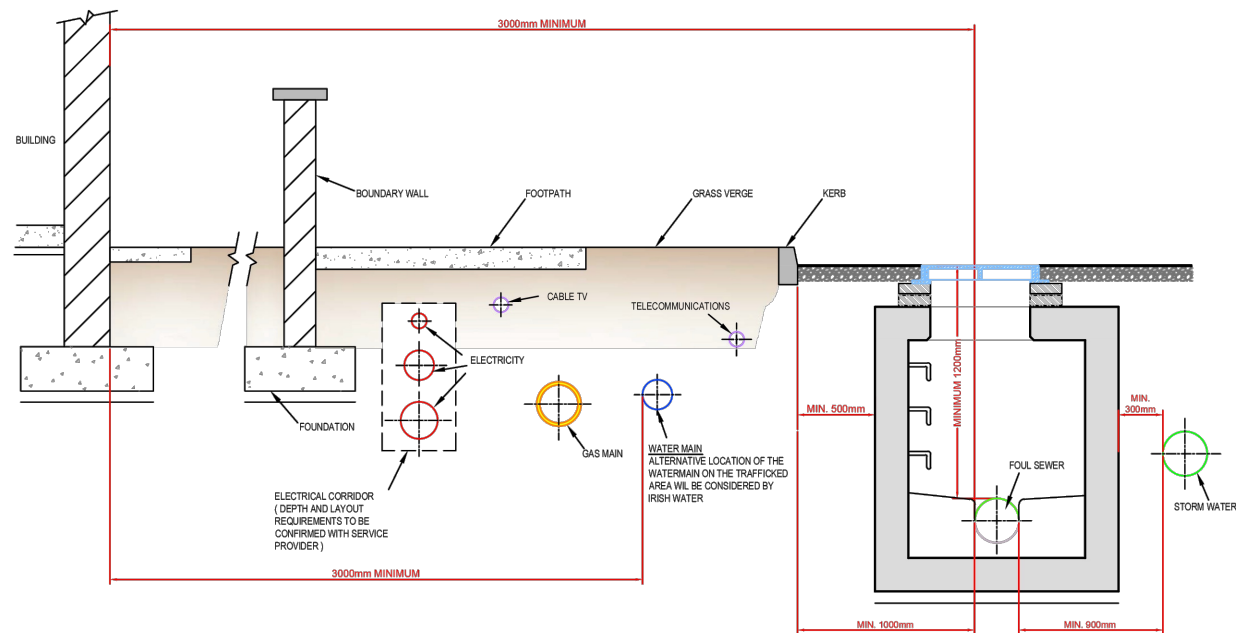 3000mm MINIMUM
BUILDING
BOUNDARY WALL
FOOTPATH
GRASS VERGE
KERB
CABLE TV
TELECOMMUNICATIONS
ELECTRICITY
MINIMUM 1200mm
MIN. 500mm
MIN.
300mm
FOUNDATION
GAS MAIN
WATER MAIN
ALTERNATIVE LOCATION OF THE
WATERMAIN ON THE TRAFFICKED
AREA WIL BE CONSIDERED BY
IRISH WATER
FOUL SEWER
STORM WATER
ELECTRICAL CORRIDOR
( DEPTH AND LAYOUT
REQUIREMENTS TO BE
CONFIRMED WITH SERVICE
PROVIDER )
3000mm MINIMUM
MIN. 1000mm
MIN. 900mm